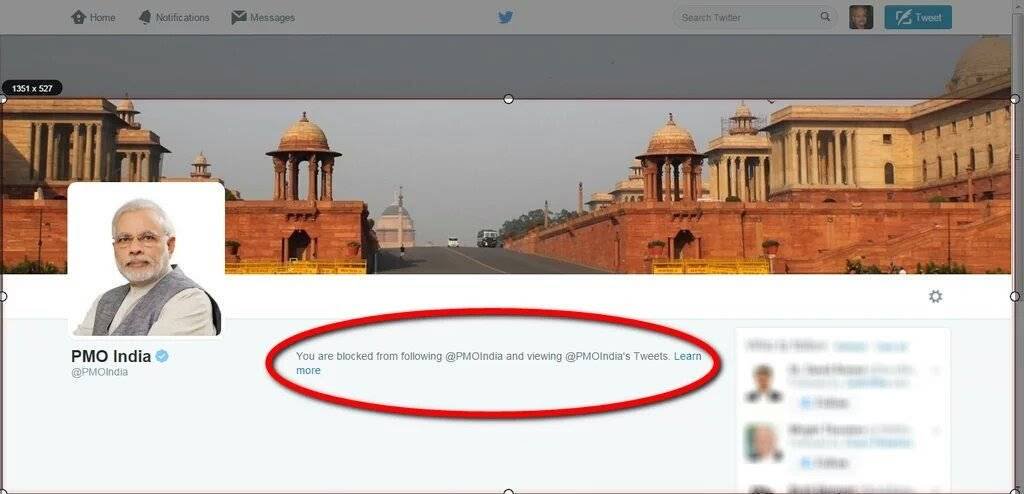 Home Notifications Messages Search Twitter Tweet
1351 x 527
PMO India
@PMOIndia
You are blocked from following @PMOIndia and viewing @PMOIndia's Tweets. Learn
more